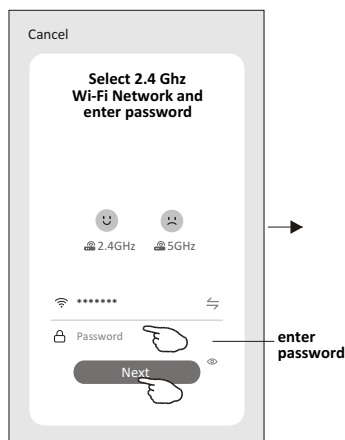 Cancel
Select 2.4 Ghz
Wi-Fi Network and
enter password
2.4GHz 5GHz
*******
Password
enter
password
Next